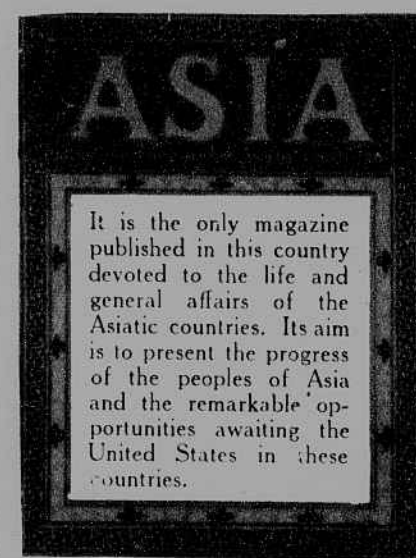 ASIA
It is the only magazine
published in this country
devoted to the life and
general affairs of the
Asiatic countries. Its aim
is to present the progress
of the peoples of Asia
and the remarkable op-
portunities awaiting the
United States in these
countries.